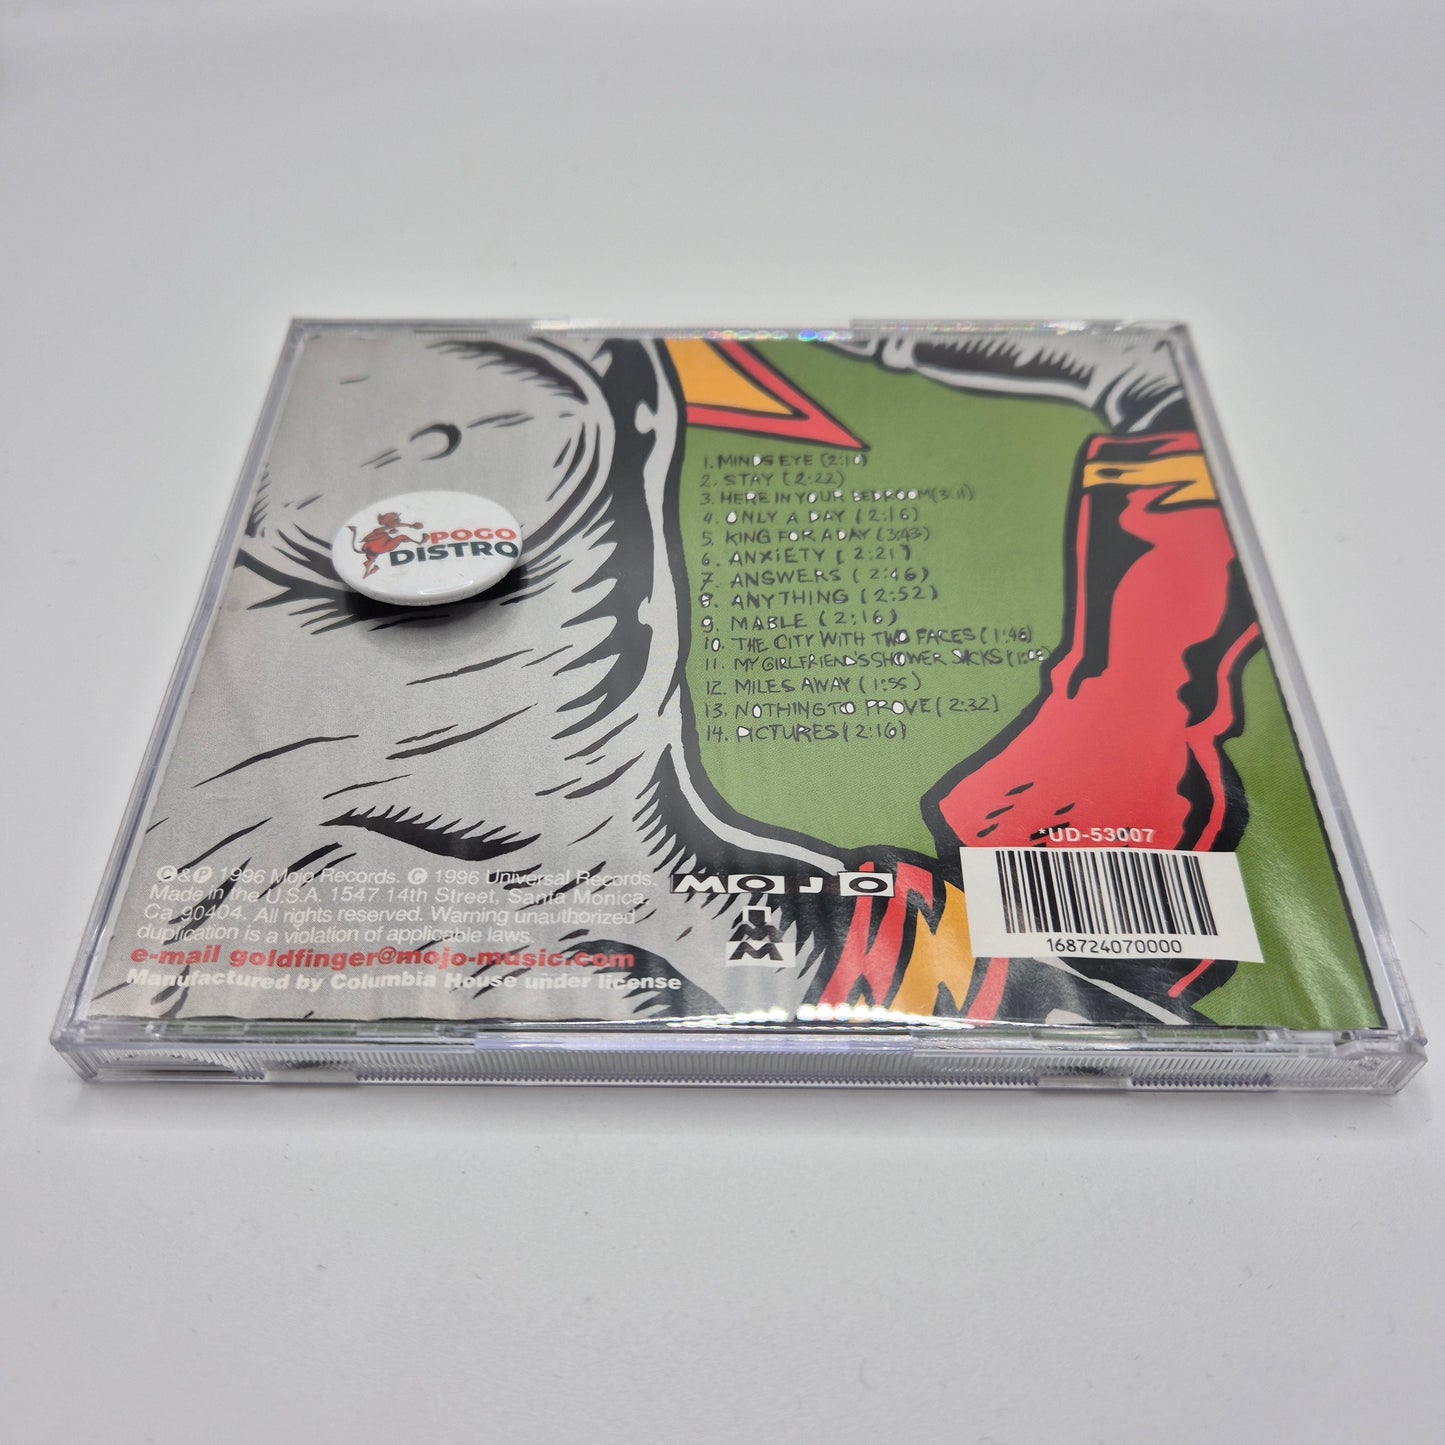 POGO
DISTRO
1. MINDS EYE (2:16)
2. STAY (2:22)
3. HERE IN YOUR BEDROOM (3:11)
4. ONLY A DAY (2:16)
5. KING FOR A DAY (3:43)
6. ANXIETY (2:21)
7. ANSWERS (2:46)
8. ANYTHING (2:52)
9. MABLE (2:16)
10. THE CITY WITH TWO FACES (1:46)
11. MY GIRLFRIEND'S SHOWER SUCKS (1:08)
12. MILES AWAY (1:55)
13. NOTHING TO PROVE (2:32)
14. PICTURES (2:16)
© & ℗ 1996 Mojo Records. © 1996 Universal Records.
Made in the U.S.A. 1547 14th Street, Santa Monica,
Ca 90404. All rights reserved. Warning unauthorized
duplication is a violation of applicable laws.
e-mail goldfinger@mojo-music.com
Manufactured by Columbia House under license
MOJO
*UD-53007
168724070000